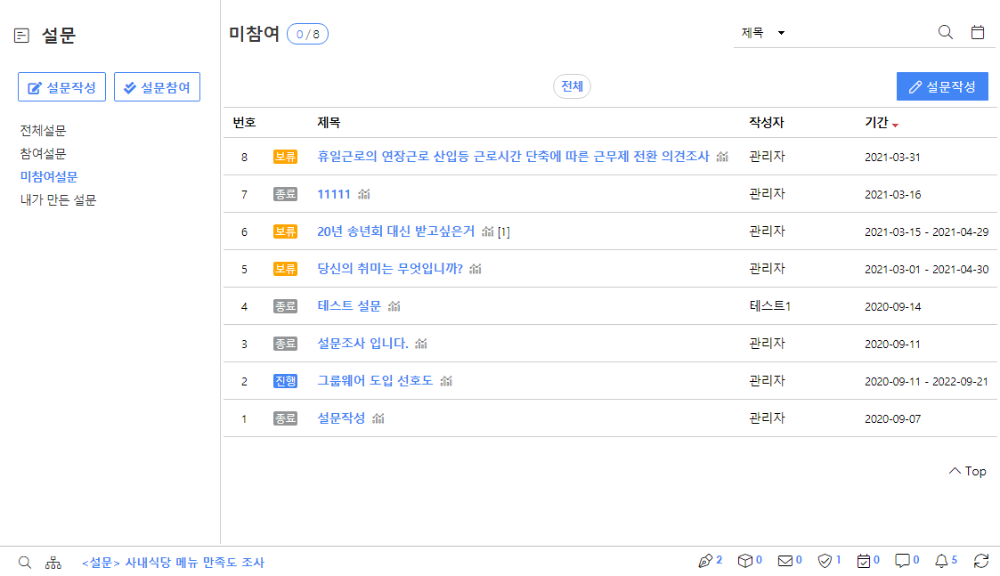 설문
설문작성 설문참여
전체설문
참여설문
미참여설문
내가 만든 설문
미참여 0 / 8
제목
전체
설문작성
번호 제목 작성자 기간
8 보류 휴일근로의 연장근로 산입등 근로시간 단축에 따른 근무제 전환 의견조사 관리자 2021-03-31
7 종료 11111 관리자 2021-03-16
6 보류 20년 송년회 대신 받고싶은거 [1] 관리자 2021-03-15 - 2021-04-29
5 보류 당신의 취미는 무엇입니까? 관리자 2021-03-01 - 2021-04-30
4 종료 테스트 설문 테스트1 2020-09-14
3 종료 설문조사 입니다. 관리자 2020-09-11
2 진행 그룹웨어 도입 선호도 관리자 2020-09-11 - 2022-09-21
1 종료 설문작성 관리자 2020-09-07
Top
<설문> 사내식당 메뉴 만족도 조사 2 0 0 1 0 0 5